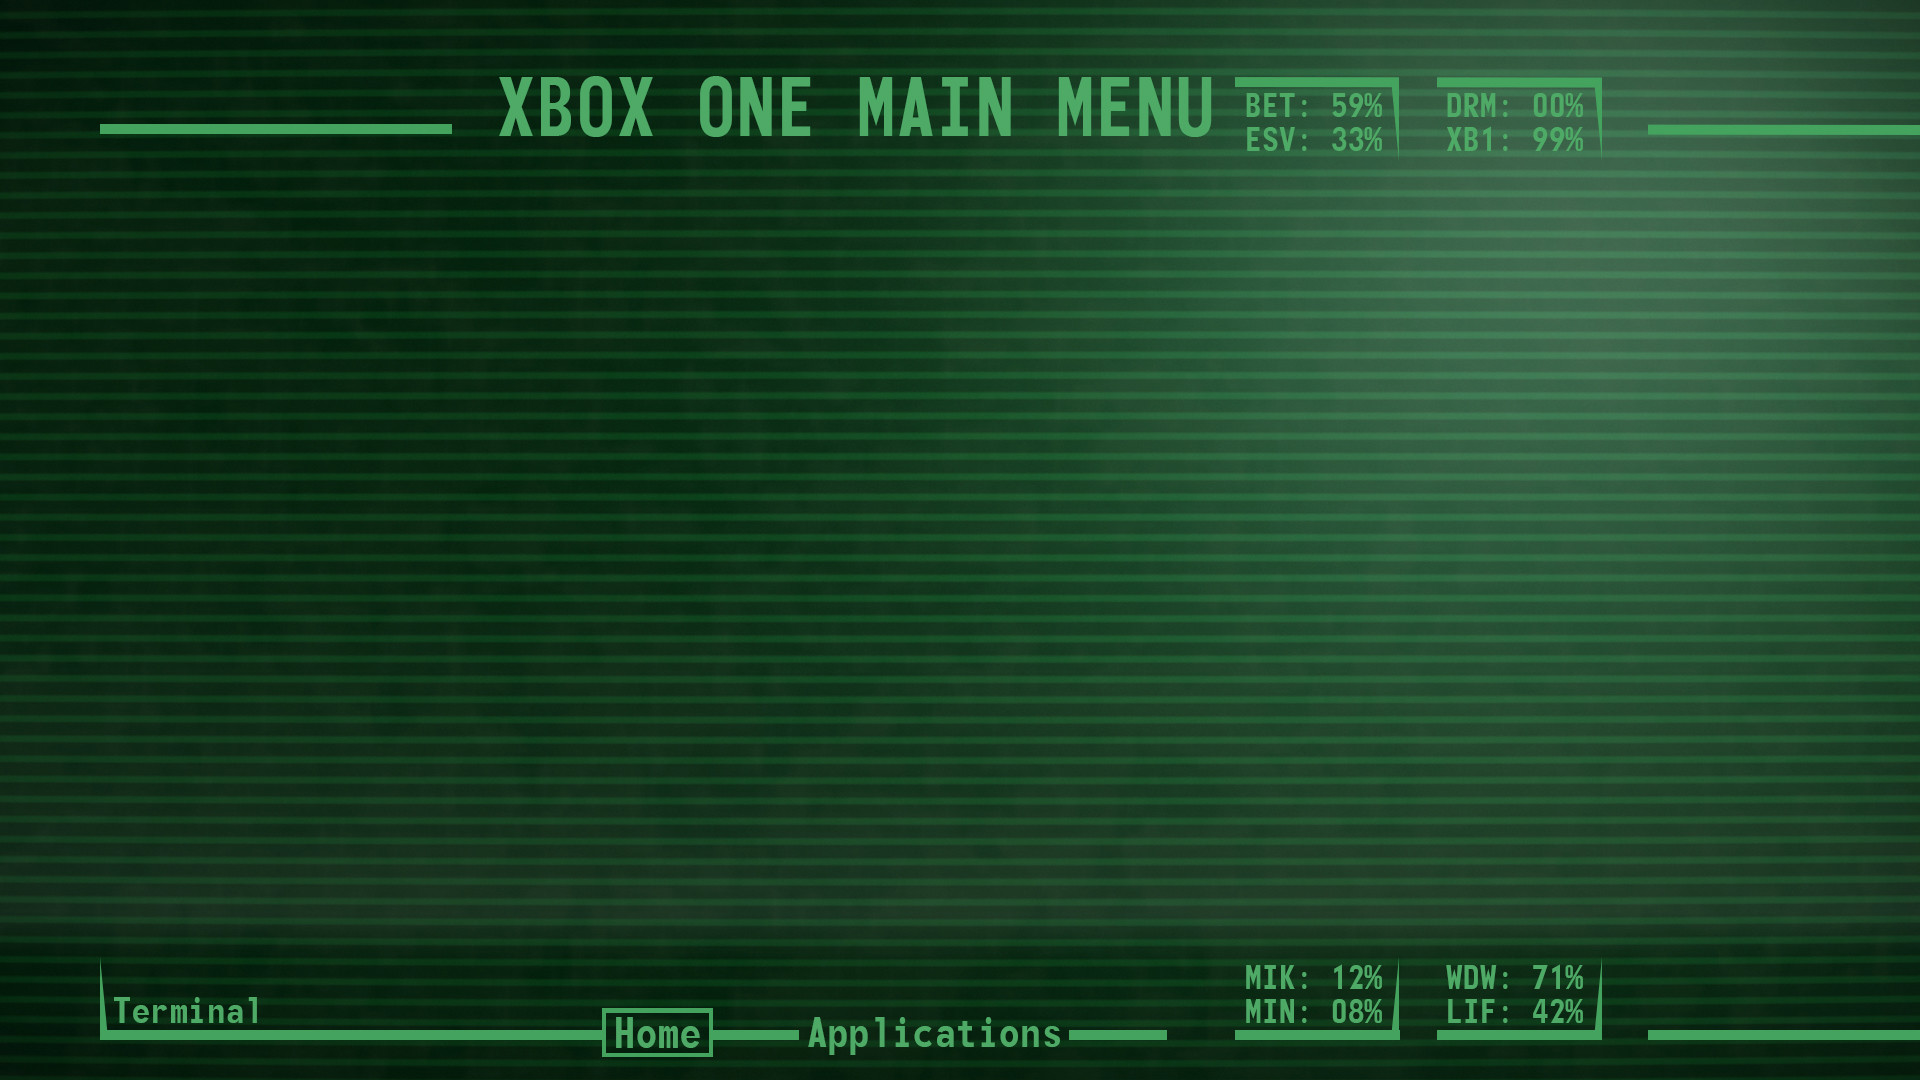 XBOX ONE MAIN MENU
BET: 59%
ESV: 33%
DRM: 00%
XB1: 99%
Terminal
Home
Applications
MIK: 12%
MIN: 08%
WDW: 71%
LIF: 42%